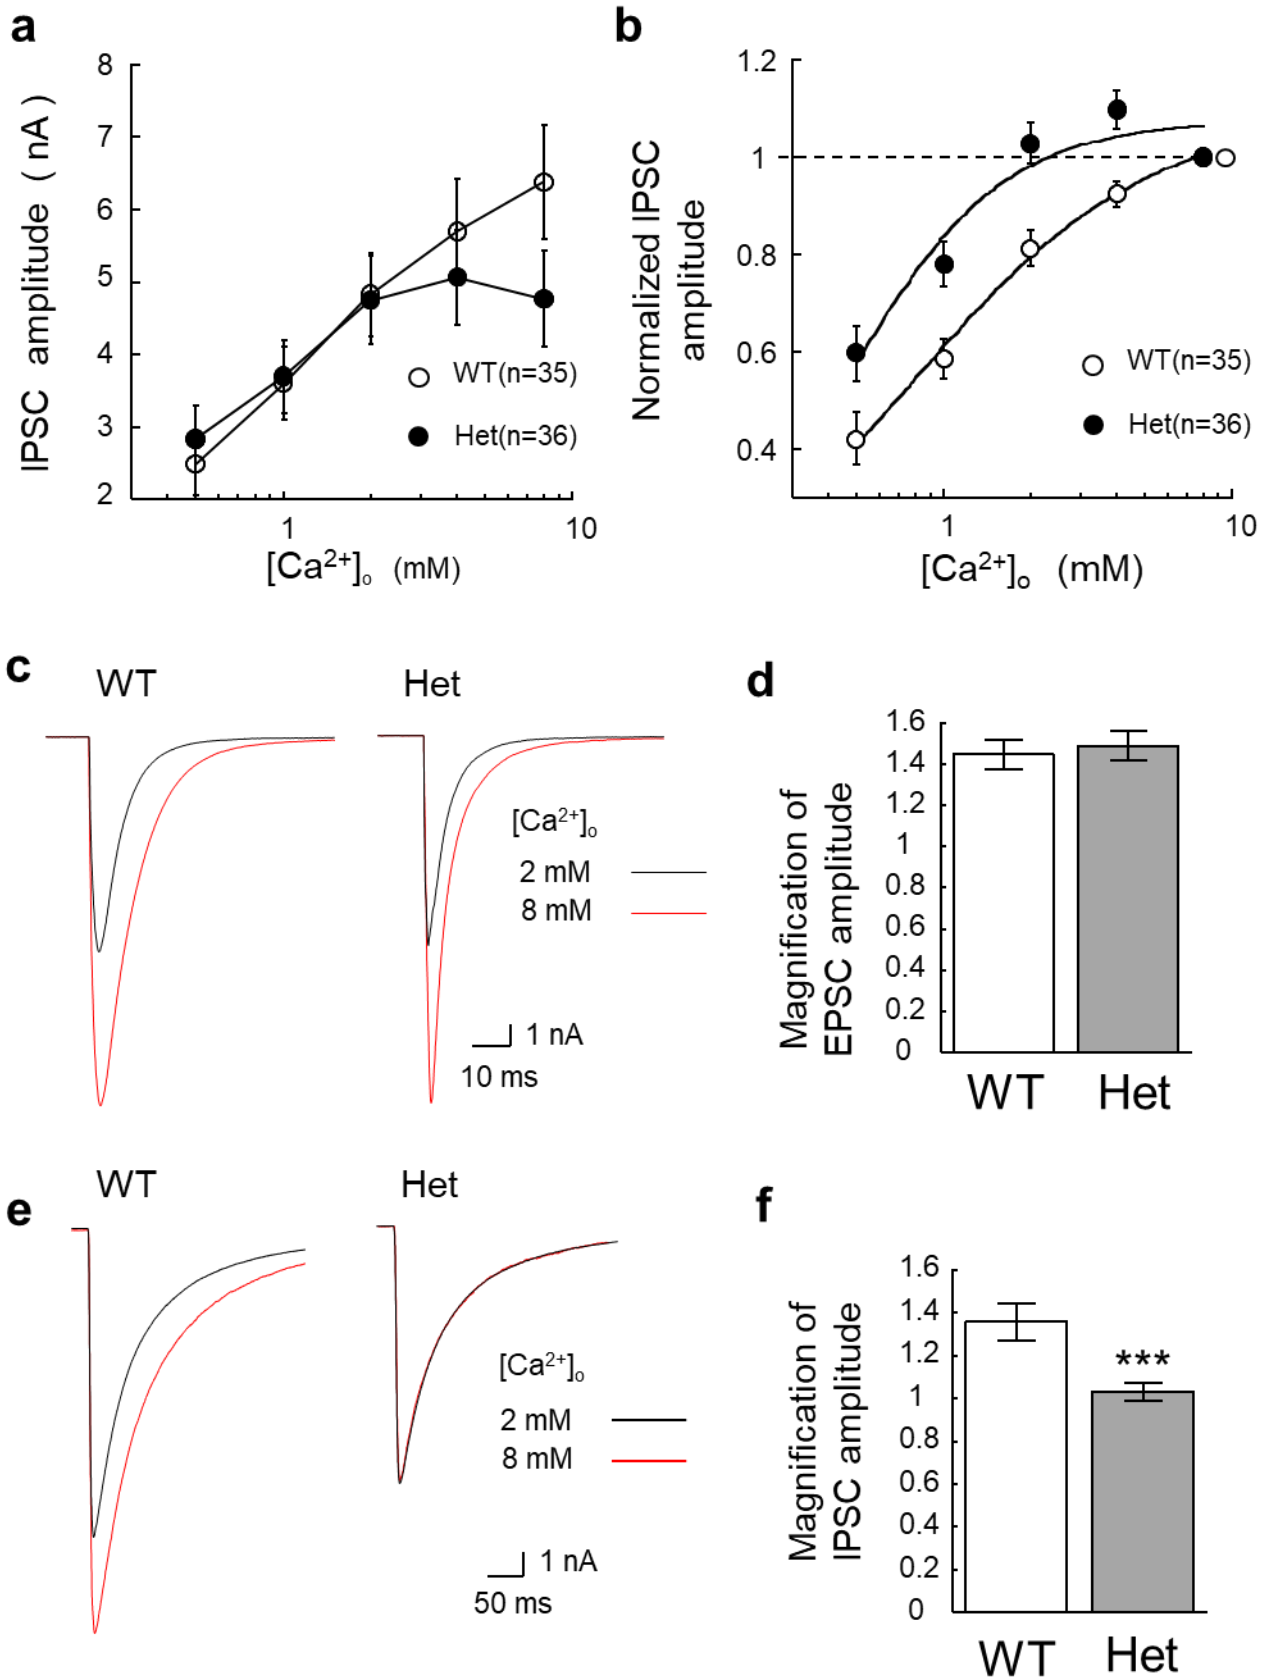 a
IPSC amplitude ( nA )
8
7
6
5
4
3
2
WT(n=35)
Het(n=36)
1
10
[Ca2+]o (mM)
b
Normalized IPSC
amplitude
1.2
1
0.8
0.6
0.4
WT(n=35)
Het(n=36)
1
10
[Ca2+]o (mM)
c
WT
Het
[Ca2+]o
2 mM
8 mM
1 nA
10 ms
d
Magnification of
EPSC amplitude
1.6
1.4
1.2
1
0.8
0.6
0.4
0.2
0
WT
Het
e
WT
Het
[Ca2+]o
2 mM
8 mM
1 nA
50 ms
f
Magnification of
IPSC amplitude
1.6
1.4
1.2
1
0.8
0.6
0.4
0.2
0
***
WT
Het